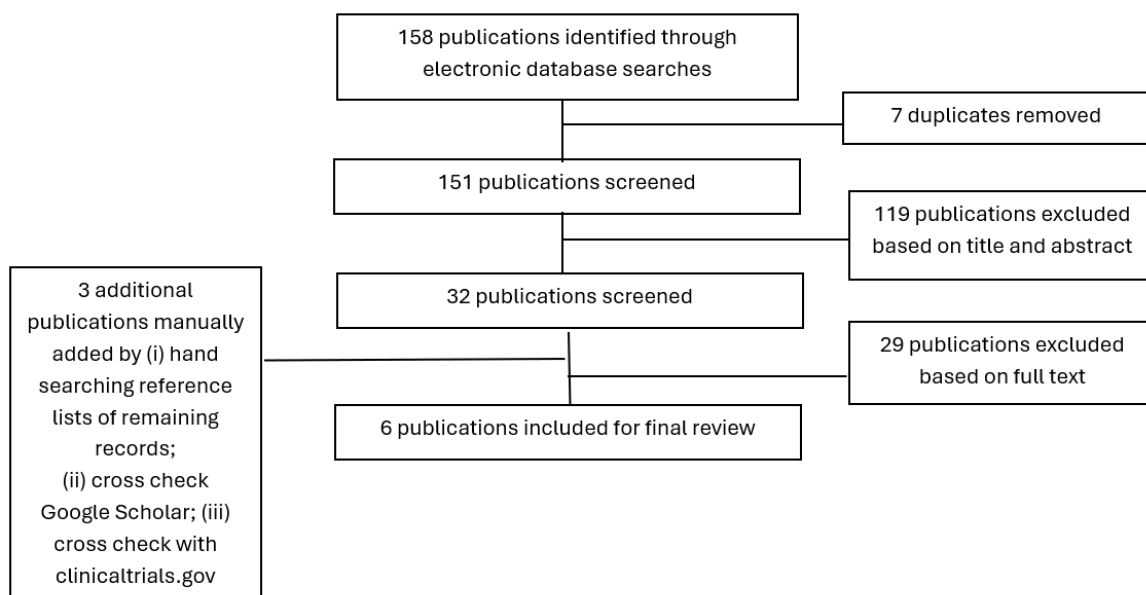 158 publications identified through
electronic database searches
7 duplicates removed
151 publications screened
119 publications excluded
based on title and abstract
32 publications screened
3 additional
publications manually
added by (i) hand
searching reference
lists of remaining
records;
(ii) cross check
Google Scholar; (iii)
cross check with
clinicaltrials.gov
29 publications excluded
based on full text
6 publications included for final review